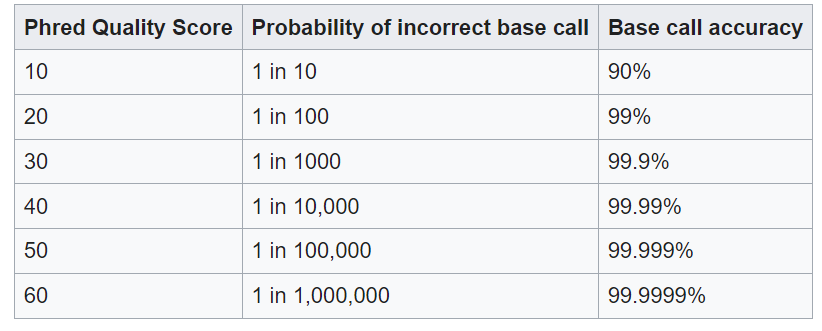 Phred Quality Score Probability of incorrect base call Base call accuracy
10 1 in 10 90%
20 1 in 100 99%
30 1 in 1000 99.9%
40 1 in 10,000 99.99%
50 1 in 100,000 99.999%
60 1 in 1,000,000 99.9999%